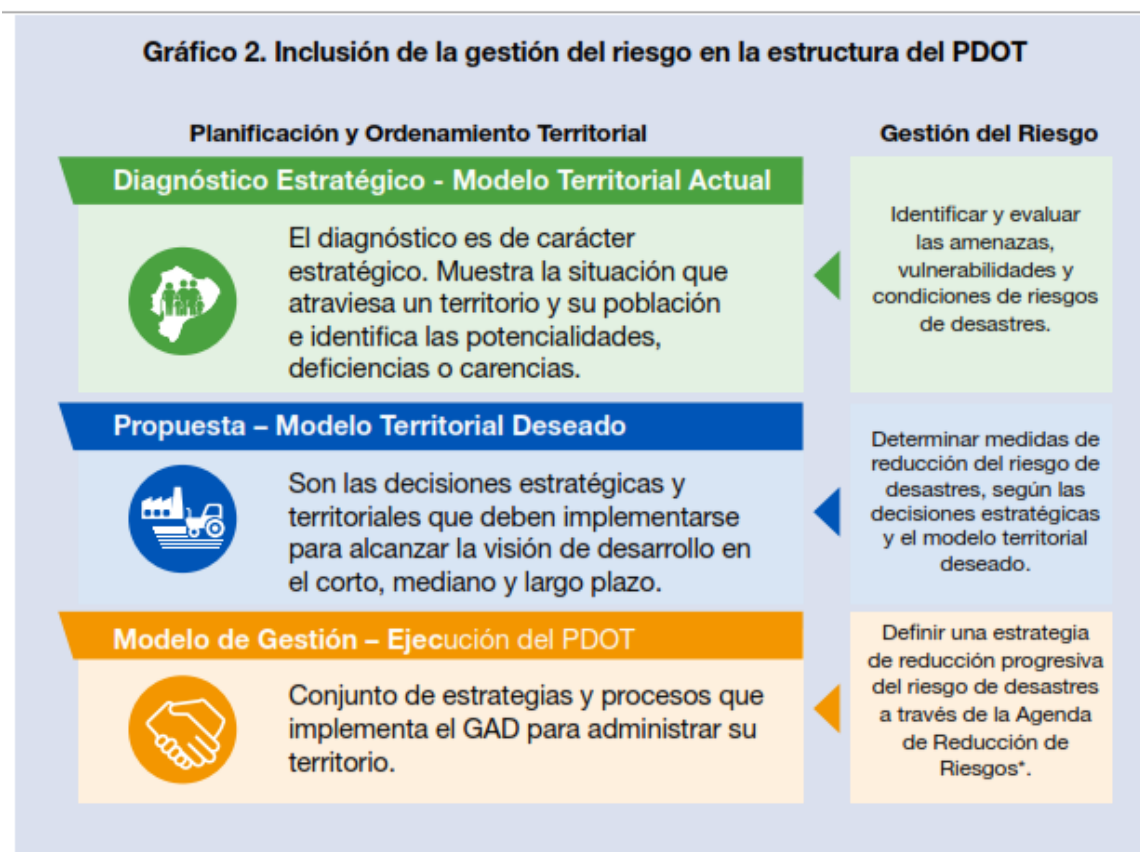 Gráfico 2. Inclusión de la gestión del riesgo en la estructura del PDOT
Planificación y Ordenamiento Territorial
Gestión del Riesgo
Diagnóstico Estratégico - Modelo Territorial Actual
El diagnóstico es de carácter
estratégico. Muestra la situación que
atraviesa un territorio y su población
e identifica las potencialidades,
deficiencias o carencias.
Identificar y evaluar
las amenazas,
vulnerabilidades y
condiciones de riesgos
de desastres.
Propuesta – Modelo Territorial Deseado
Son las decisiones estratégicas y
territoriales que deben implementarse
para alcanzar la visión de desarrollo en
el corto, mediano y largo plazo.
Determinar medidas de
reducción del riesgo de
desastres, según las
decisiones estratégicas
y el modelo territorial
deseado.
Modelo de Gestión – Ejecución del PDOT
Conjunto de estrategias y procesos que
implementa el GAD para administrar su
territorio.
Definir una estrategia
de reducción progresiva
del riesgo de desastres
a través de la Agenda
de Reducción de
Riesgos*.